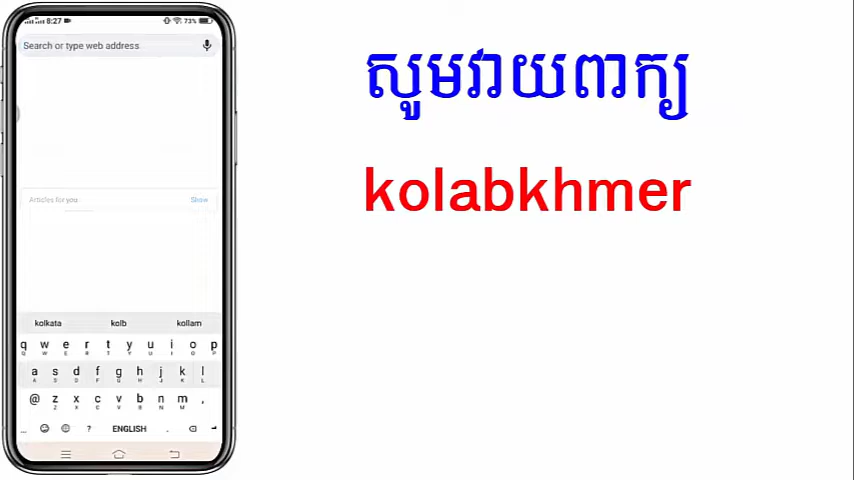 8:27
73%
Search or type web address
Articles for you
Show
kolkata kolb kollam
q w e r t y u i o p
Q W E R T Y U I O P
a s d f g h j k l
A S D F G H J K L
@ z x c v b n m ,
Z X C V B N M
? ENGLISH .
សូមវាយពាក្យ
kolabkhmer